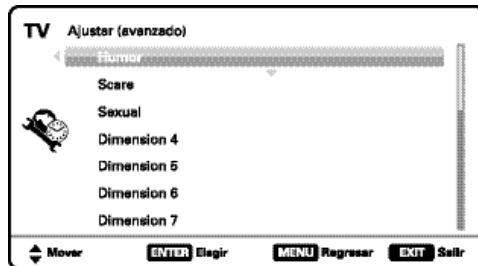 TV Ajustar (avanzado)
Humor
Scare
Sexual
Dimension 4
Dimension 5
Dimension 6
Dimension 7
Mover ENTER Elegir MENU Regresar EXIT Salir